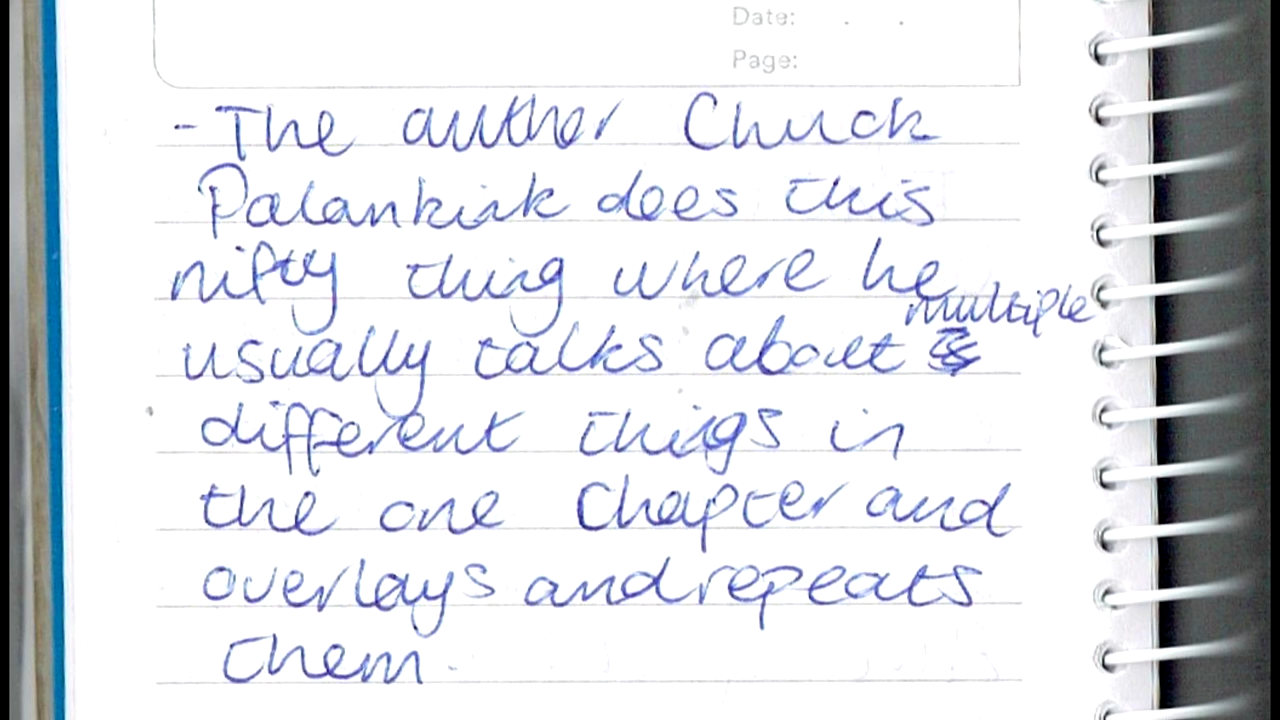 Date: . .
Page:
- The auther Chuck
Palankirk does this
nifty thing where he
multiple
usually talks about
different things in
the one Chapter and
overlays and repeats
them.